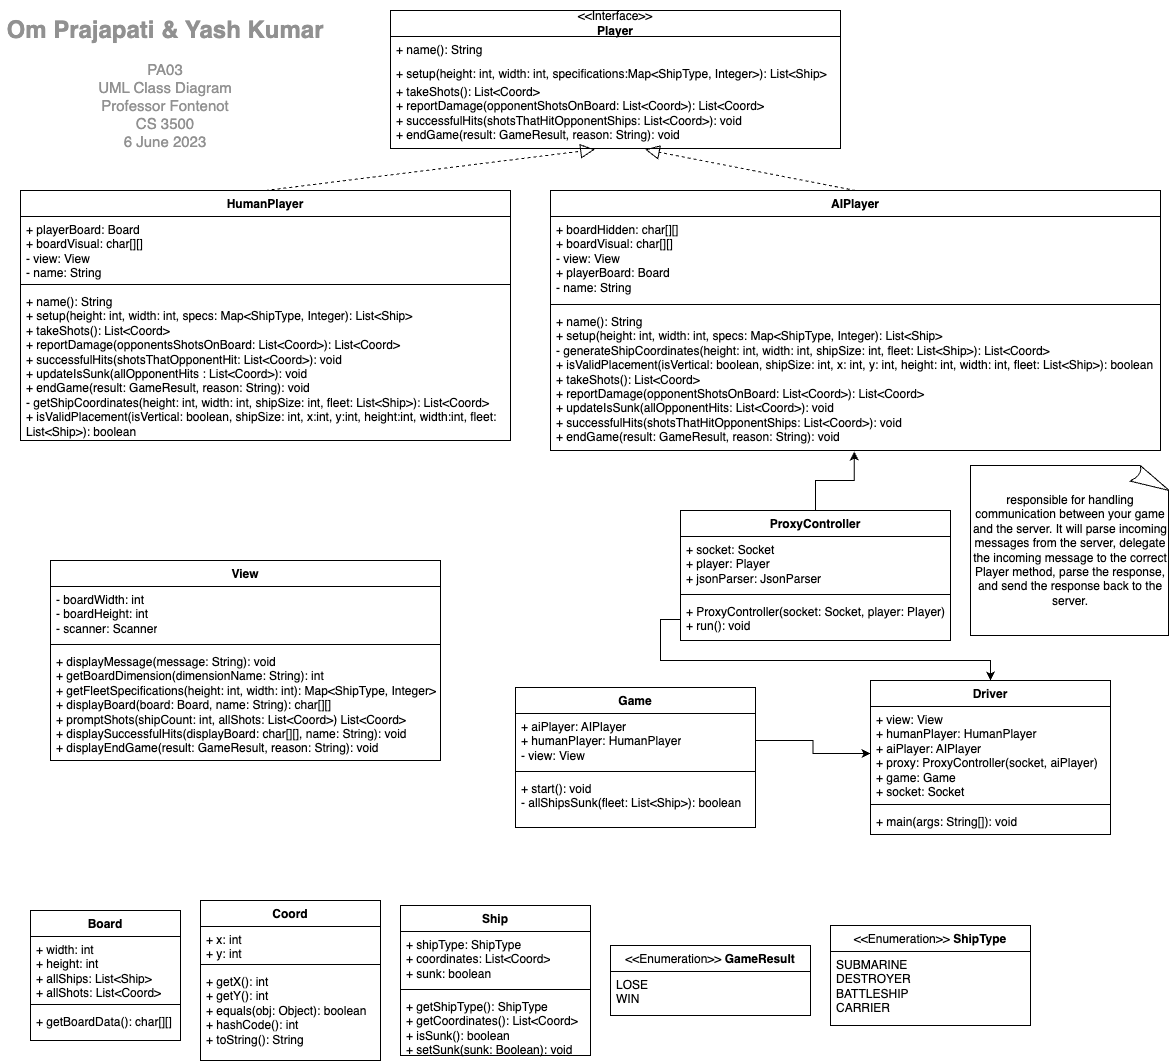 Om Prajapati & Yash Kumar
PA03
UML Class Diagram
Professor Fontenot
CS 3500
6 June 2023
<<Interface>>
Player
+ name(): String
+ setup(height: int, width: int, specifications:Map<ShipType, Integer>): List<Ship>
+ takeShots(): List<Coord>
+ reportDamage(opponentShotsOnBoard: List<Coord>): List<Coord>
+ successfulHits(shotsThatHitOpponentShips: List<Coord>): void
+ endGame(result: GameResult, reason: String): void
HumanPlayer
+ playerBoard: Board
+ boardVisual: char[][]
- view: View
- name: String
+ name(): String
+ setup(height: int, width: int, specs: Map<ShipType, Integer): List<Ship>
+ takeShots(): List<Coord>
+ reportDamage(opponentsShotsOnBoard: List<Coord>): List<Coord>
+ successfulHits(shotsThatOpponentHit: List<Coord>): void
+ updateIsSunk(allOpponentHits : List<Coord>): void
+ endGame(result: GameResult, reason: String): void
- getShipCoordinates(height: int, width: int, shipSize: int, fleet: List<Ship>): List<Coord>
+ isValidPlacement(isVertical: boolean, shipSize: int, x:int, y:int, height:int, width:int, fleet:
List<Ship>): boolean
AIPlayer
+ boardHidden: char[][]
+ boardVisual: char[][]
- view: View
+ playerBoard: Board
- name: String
+ name(): String
+ setup(height: int, width: int, specs: Map<ShipType, Integer): List<Ship>
- generateShipCoordinates(height: int, width: int, shipSize: int, fleet: List<Ship>): List<Coord>
+ isValidPlacement(isVertical: boolean, shipSize: int, x: int, y: int, height: int, width: int, fleet: List<Ship>): boolean
+ takeShots(): List<Coord>
+ reportDamage(opponentShotsOnBoard: List<Coord>): List<Coord>
+ updateIsSunk(allOpponentHits: List<Coord>): void
+ successfulHits(shotsThatHitOpponentShips: List<Coord>): void
+ endGame(result: GameResult, reason: String): void
ProxyController
+ socket: Socket
+ player: Player
+ jsonParser: JsonParser
+ ProxyController(socket: Socket, player: Player)
+ run(): void
responsible for handling
communication between your game
and the server. It will parse incoming
messages from the server, delegate
the incoming message to the correct
Player method, parse the response,
and send the response back to the
server.
View
- boardWidth: int
- boardHeight: int
- scanner: Scanner
+ displayMessage(message: String): void
+ getBoardDimension(dimensionName: String): int
+ getFleetSpecifications(height: int, width: int): Map<ShipType, Integer>
+ displayBoard(board: Board, name: String): char[][]
+ promptShots(shipCount: int, allShots: List<Coord>) List<Coord>
+ displaySuccessfulHits(displayBoard: char[][], name: String): void
+ displayEndGame(result: GameResult, reason: String): void
Game
+ aiPlayer: AIPlayer
+ humanPlayer: HumanPlayer
- view: View
+ start(): void
- allShipsSunk(fleet: List<Ship>): boolean
Driver
+ view: View
+ humanPlayer: HumanPlayer
+ aiPlayer: AIPlayer
+ proxy: ProxyController(socket, aiPlayer)
+ game: Game
+ socket: Socket
+ main(args: String[]): void
Board
+ width: int
+ height: int
+ allShips: List<Ship>
+ allShots: List<Coord>
+ getBoardData(): char[][]
Coord
+ x: int
+ y: int
+ getX(): int
+ getY(): int
+ equals(obj: Object): boolean
+ hashCode(): int
+ toString(): String
Ship
+ shipType: ShipType
+ coordinates: List<Coord>
+ sunk: boolean
+ getShipType(): ShipType
+ getCoordinates(): List<Coord>
+ isSunk(): boolean
+ setSunk(sunk: Boolean): void
<<Enumeration>> GameResult
LOSE
WIN
<<Enumeration>> ShipType
SUBMARINE
DESTROYER
BATTLESHIP
CARRIER